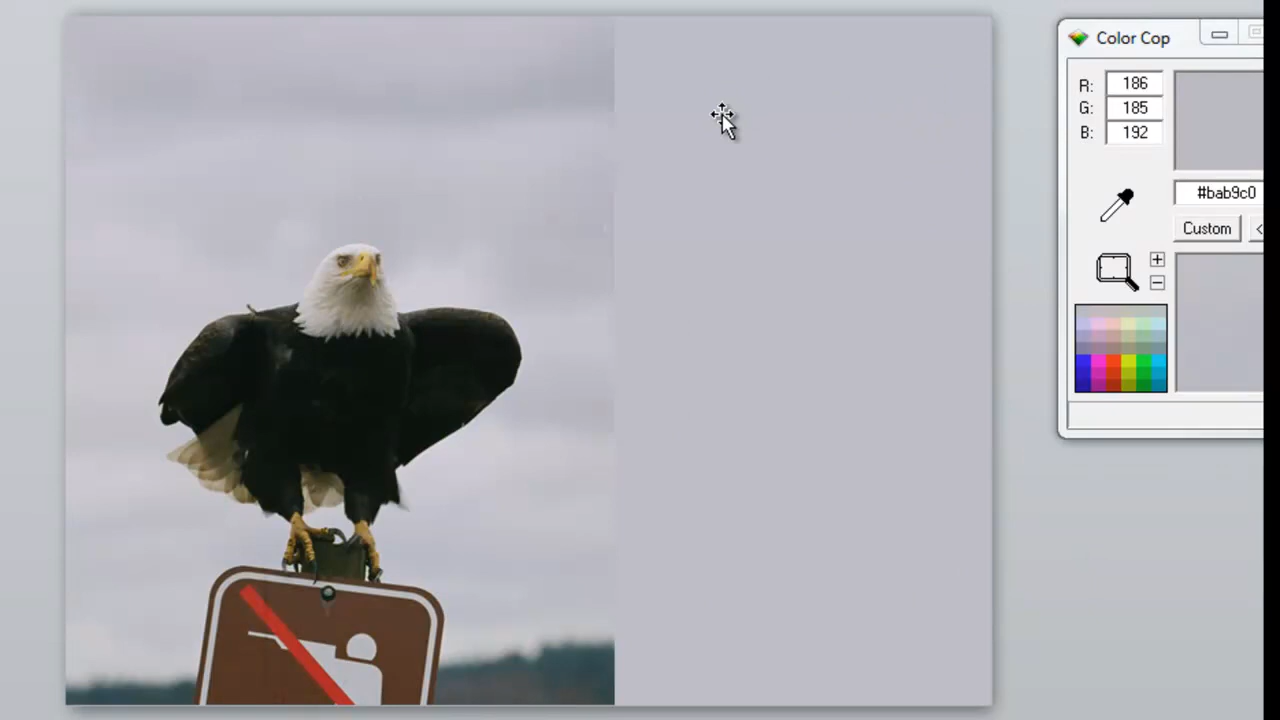 Color Cop
R: 186
G: 185
B: 192
#bab9c0
Custom <
+
−